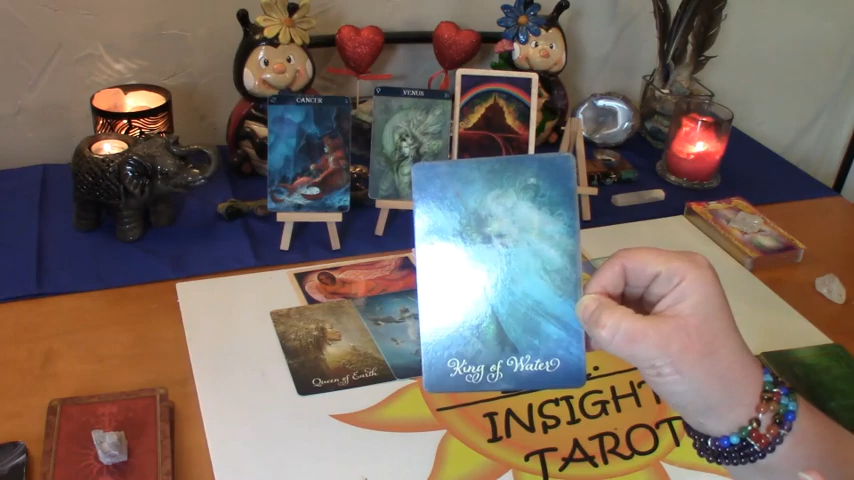 CANCER
VENUS
King of Water
Queen of Earth
INSIGHT
TAROT